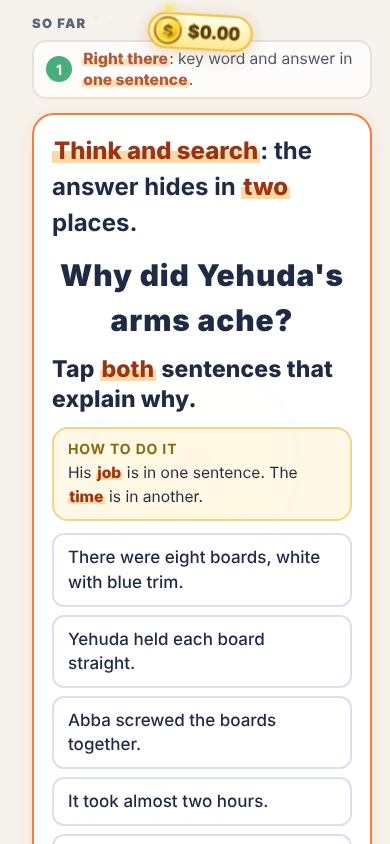 SO FAR
$ $0.00
1 Right there: key word and answer in
one sentence.
Think and search: the
answer hides in two
places.
Why did Yehuda's
arms ache?
Tap both sentences that
explain why.
HOW TO DO IT
His job is in one sentence. The
time is in another.
There were eight boards, white
with blue trim.
Yehuda held each board
straight.
Abba screwed the boards
together.
It took almost two hours.